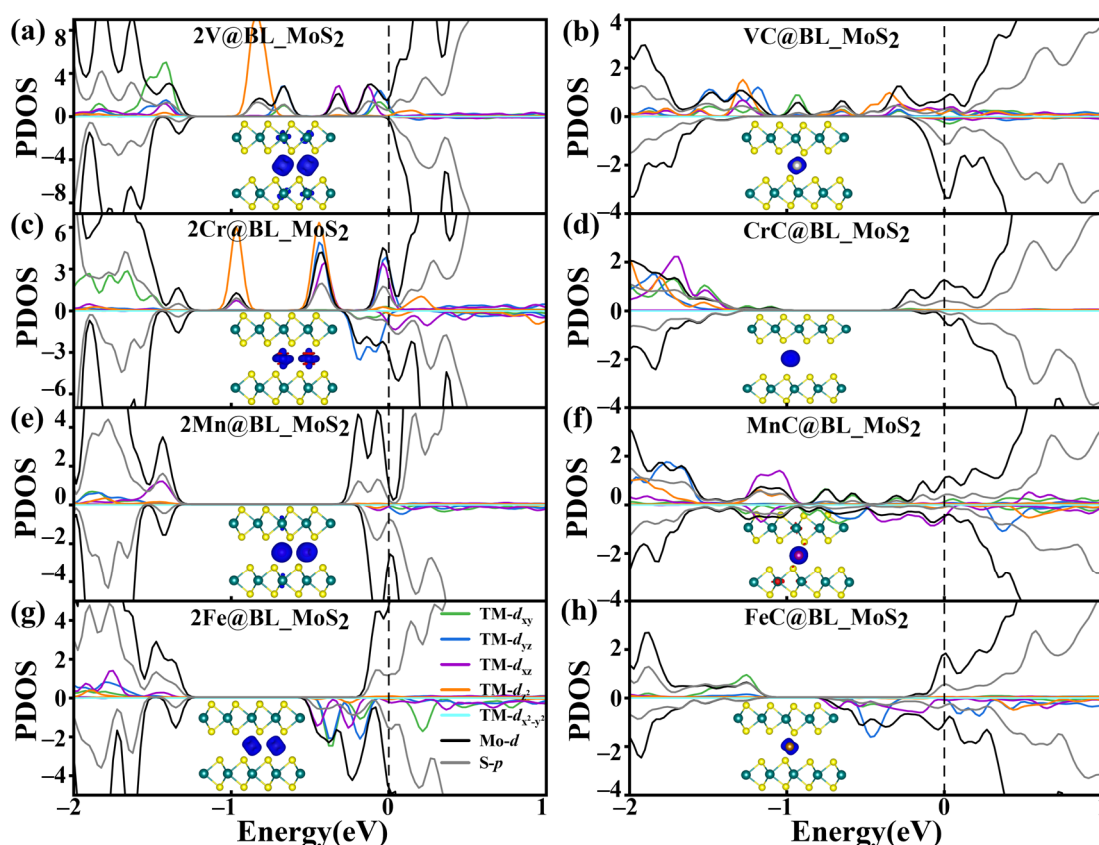 (a) 2V@BL_MoS2
PDOS
8
4
0
−4
−8
(b) VC@BL_MoS2
PDOS
4
2
0
−2
−4
(c) 2Cr@BL_MoS2
PDOS
6
3
0
−3
−6
(d) CrC@BL_MoS2
PDOS
2
0
−2
−4
(e) 2Mn@BL_MoS2
PDOS
4
2
0
−2
−4
(f) MnC@BL_MoS2
PDOS
2
0
−2
−4
(g) 2Fe@BL_MoS2
PDOS
4
2
0
−2
−4
TM-dxy
TM-dyz
TM-dxz
TM-dz²
TM-dx²-y²
Mo-d
S-p
−2 −1 0 1
Energy(eV)
(h) FeC@BL_MoS2
PDOS
4
2
0
−2
−4
−2 −1 0 1
Energy(eV)